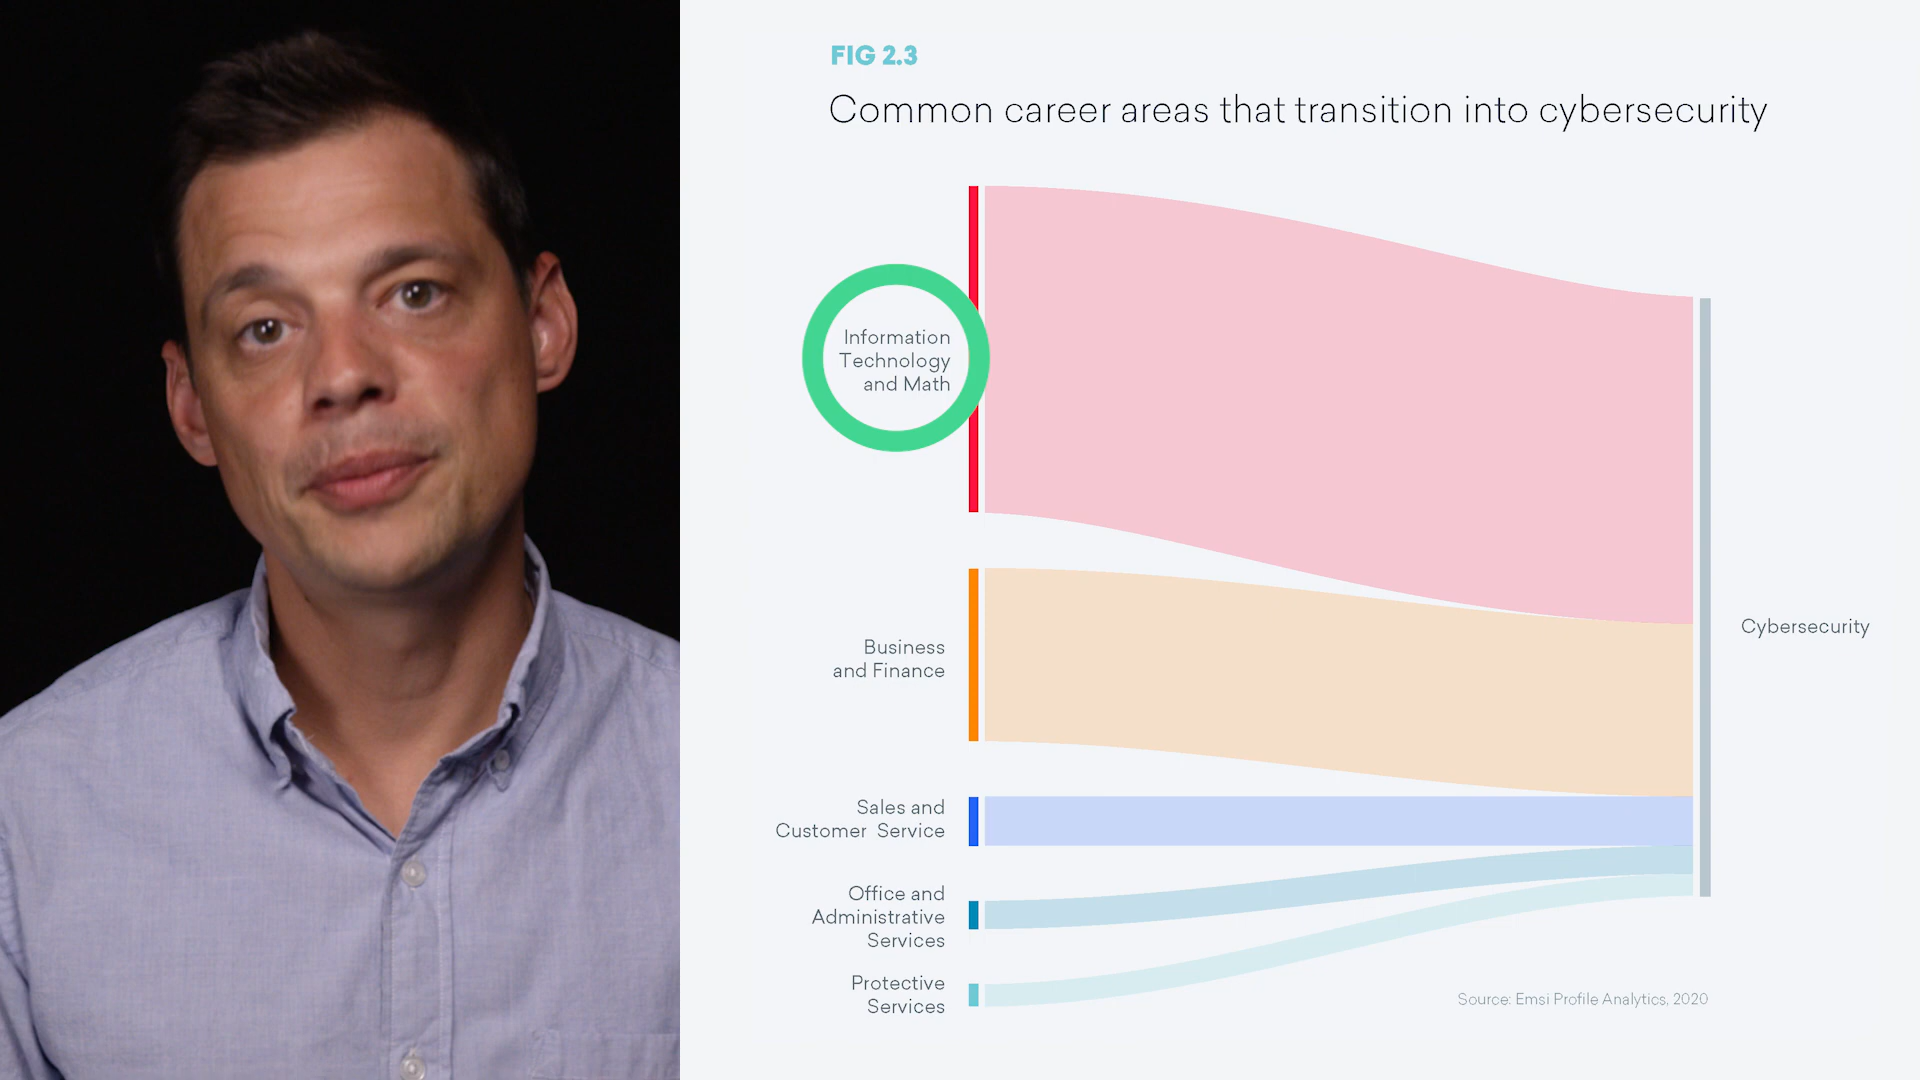 FIG 2.3
Common career areas that transition into cybersecurity
Information
Technology
and Math
Business
and Finance
Sales and
Customer Service
Office and
Administrative
Services
Protective
Services
Cybersecurity
Source: Emsi Profile Analytics, 2020